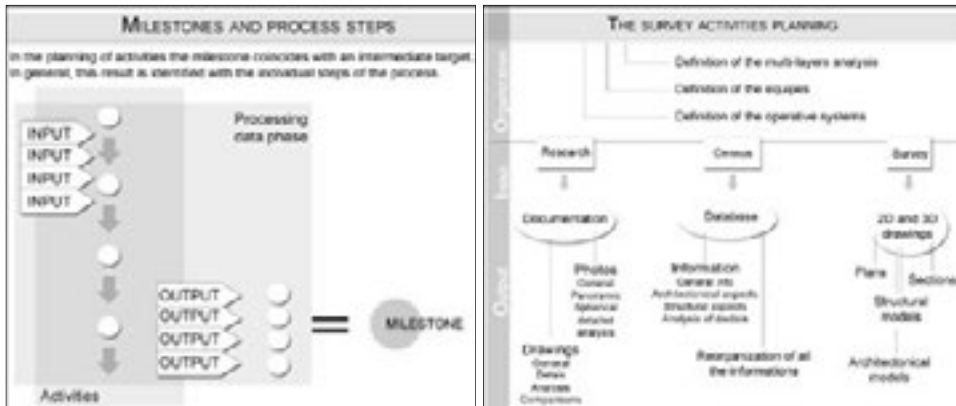 MILESTONES AND PROCESS STEPS
In the planning of activities the milestone coincides with an intermediate target.
In general, this result is identified with the individual steps of the process.
Processing
data phase
INPUT
INPUT
INPUT
INPUT
OUTPUT
OUTPUT
OUTPUT
OUTPUT
MILESTONE
Activities
THE SURVEY ACTIVITIES PLANNING
Organization
Definition of the multi-layers analysis
Definition of the equipes
Definition of the operative systems
Input
Research
Census
Survey
Output
Documentation
Database
2D and 3D
drawings
Photos
General
Panoramic
Spherical
detailed
analysis
Drawings
General
Details
Analysis
Comparisons
Information
General info
Architectonical aspects
Structural aspects
Analysis of decline
Reorganization of all
the informations
Plans
Sections
Structural
models
Architectonical
models